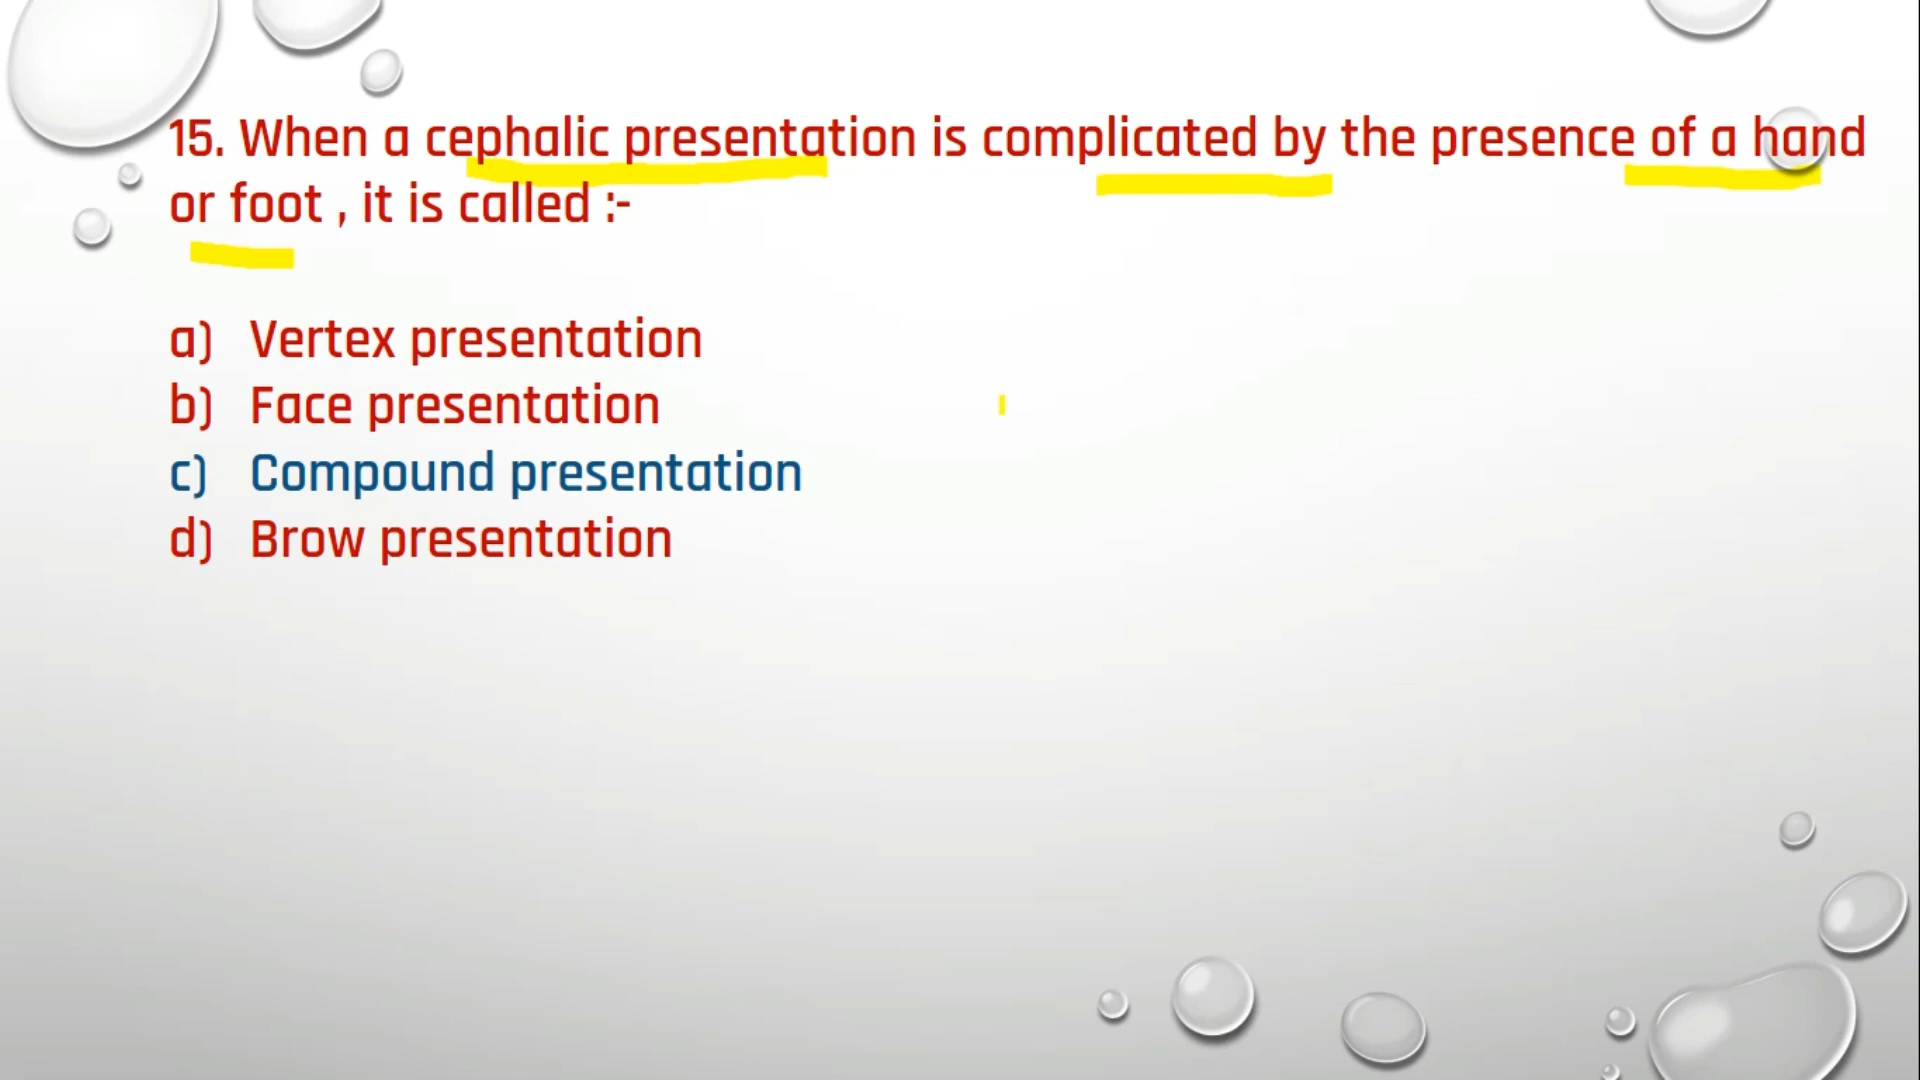 15. When a cephalic presentation is complicated by the presence of a hand
or foot , it is called :-
a) Vertex presentation
b) Face presentation
c) Compound presentation
d) Brow presentation